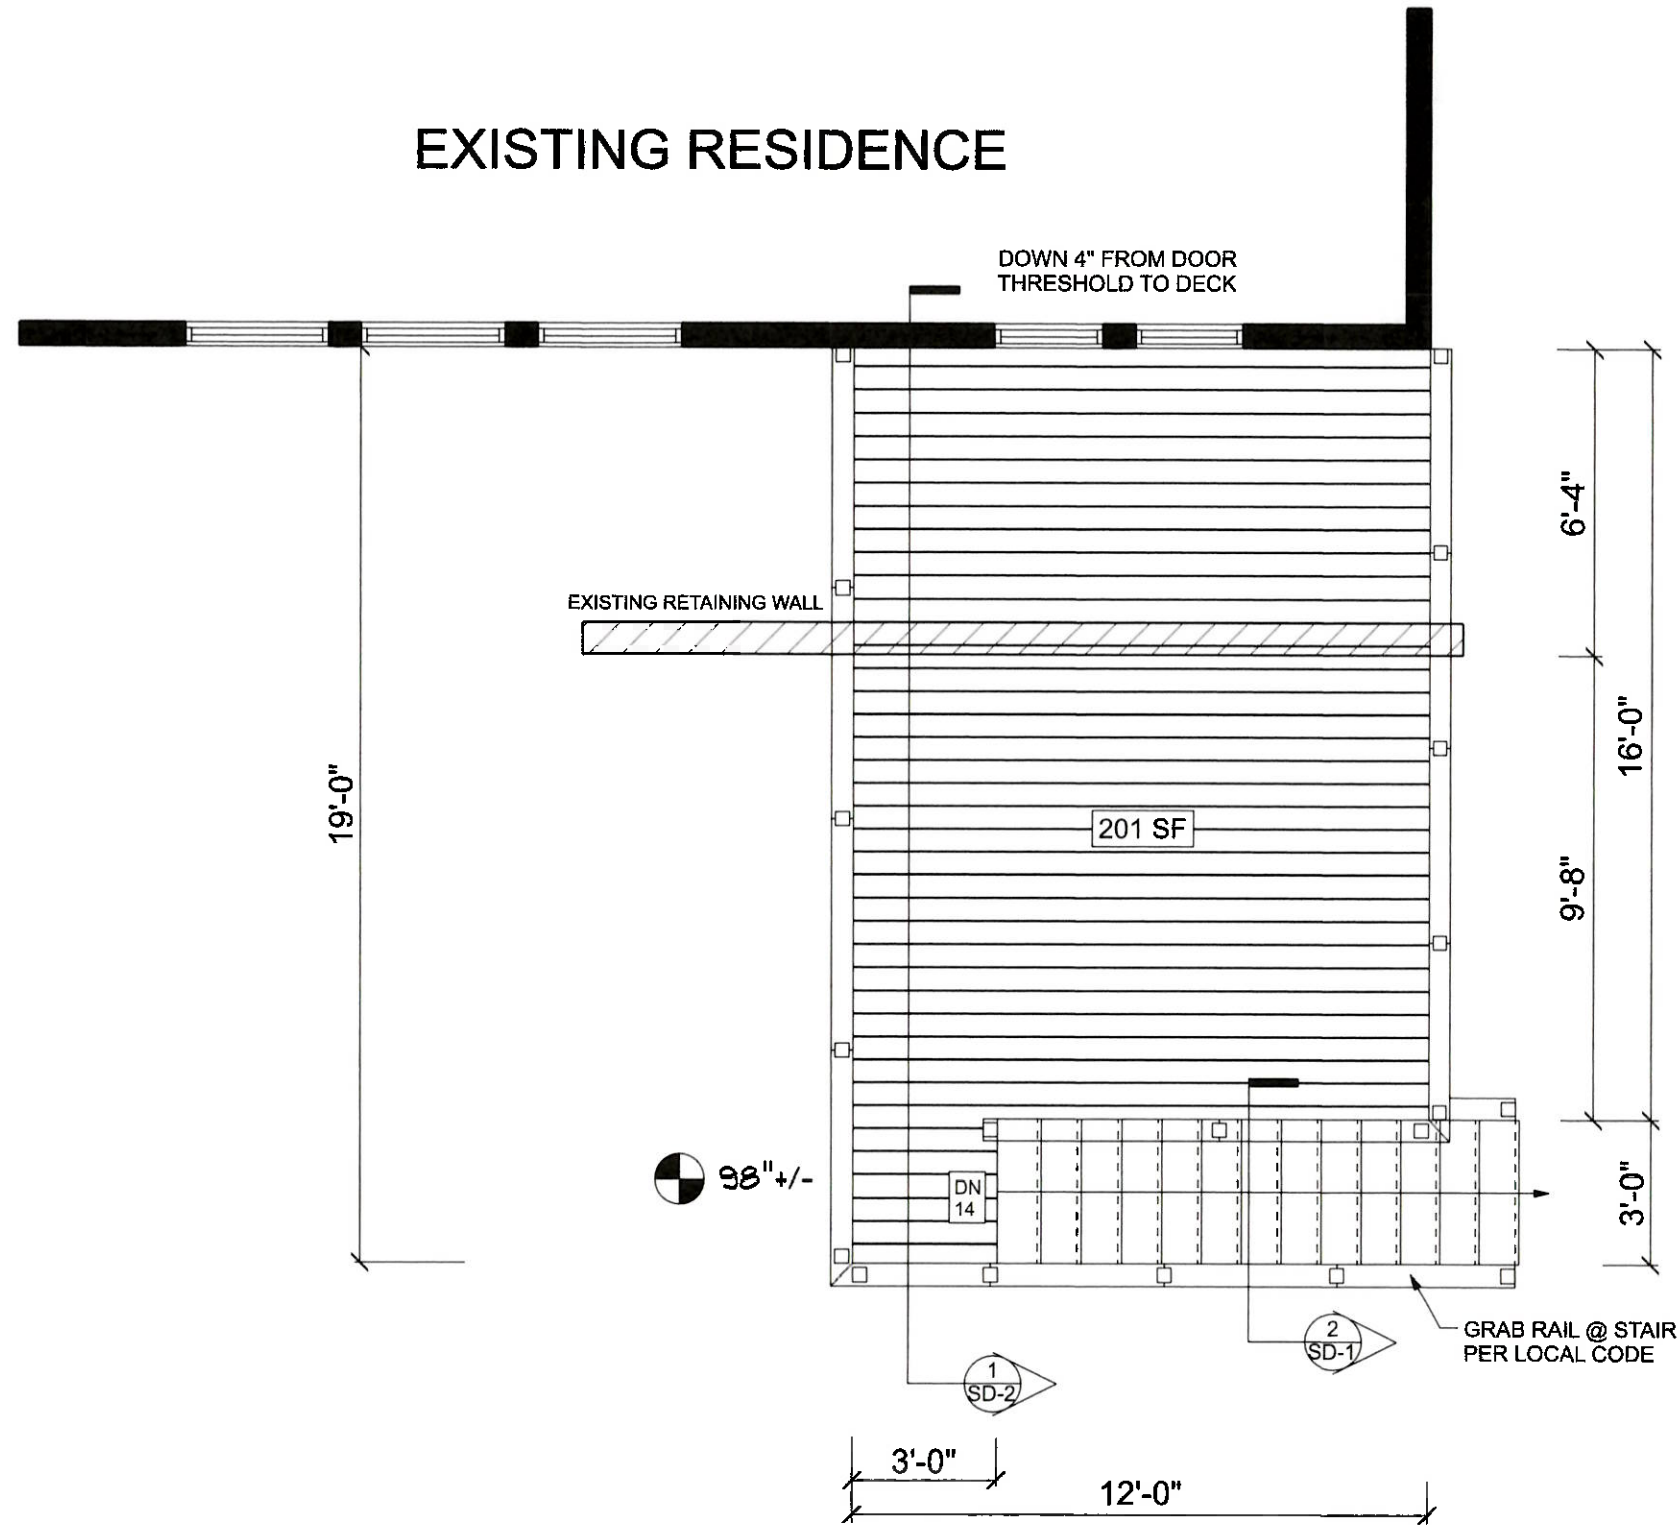 EXISTING RESIDENCE
DOWN 4" FROM DOOR
THRESHOLD TO DECK
6'-4"
EXISTING RETAINING WALL
16'-0"
19'-0"
201 SF
9'-8"
98"+/-
DN
14
3'-0"
GRAB RAIL @ STAIR
PER LOCAL CODE
2
SD-1
1
SD-2
3'-0"
12'-0"